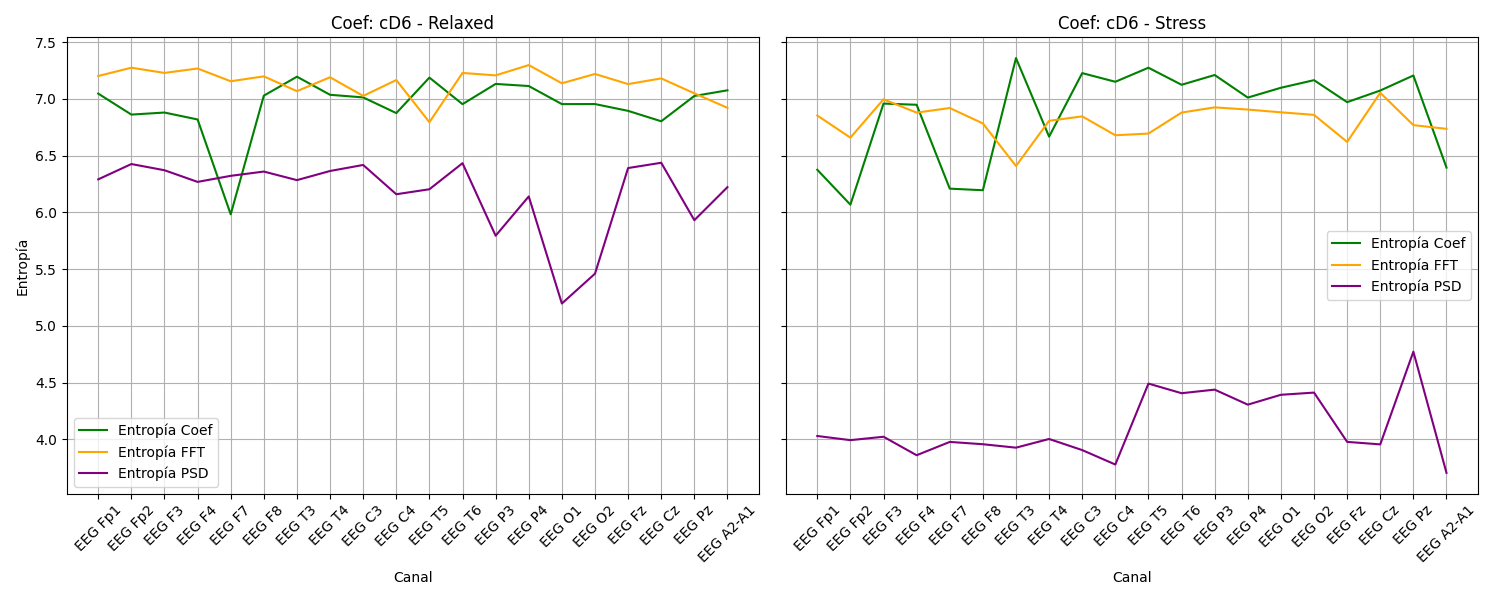 Coef: cD6 - Relaxed
Entropía
7.5
7.0
6.5
6.0
5.5
5.0
4.5
4.0
Entropía Coef
Entropía FFT
Entropía PSD
EEG Fp1
EEG Fp2
EEG F3
EEG F4
EEG F7
EEG F8
EEG T3
EEG T4
EEG C3
EEG C4
EEG T5
EEG T6
EEG P3
EEG P4
EEG O1
EEG O2
EEG Fz
EEG Cz
EEG Pz
EEG A2-A1
Canal
Coef: cD6 - Stress
Entropía Coef
Entropía FFT
Entropía PSD
EEG Fp1
EEG Fp2
EEG F3
EEG F4
EEG F7
EEG F8
EEG T3
EEG T4
EEG C3
EEG C4
EEG T5
EEG T6
EEG P3
EEG P4
EEG O1
EEG O2
EEG Fz
EEG Cz
EEG Pz
EEG A2-A1
Canal